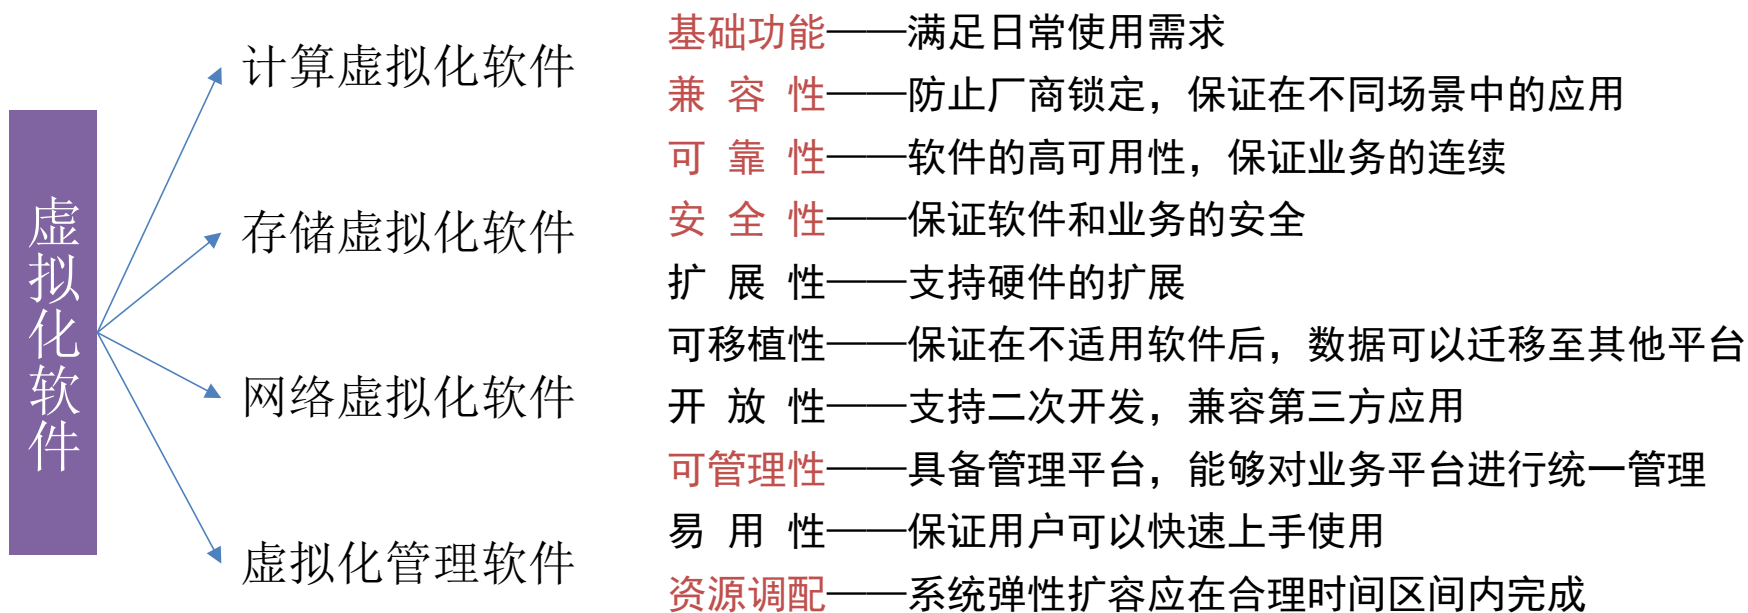 虚拟化软件
计算虚拟化软件
存储虚拟化软件
网络虚拟化软件
虚拟化管理软件
基础功能——满足日常使用需求
兼 容 性——防止厂商锁定，保证在不同场景中的应用
可 靠 性——软件的高可用性，保证业务的连续
安 全 性——保证软件和业务的安全
扩 展 性——支持硬件的扩展
可移植性——保证在不适用软件后，数据可以迁移至其他平台
开 放 性——支持二次开发，兼容第三方应用
可管理性——具备管理平台，能够对业务平台进行统一管理
易 用 性——保证用户可以快速上手使用
资源调配——系统弹性扩容应在合理时间区间内完成